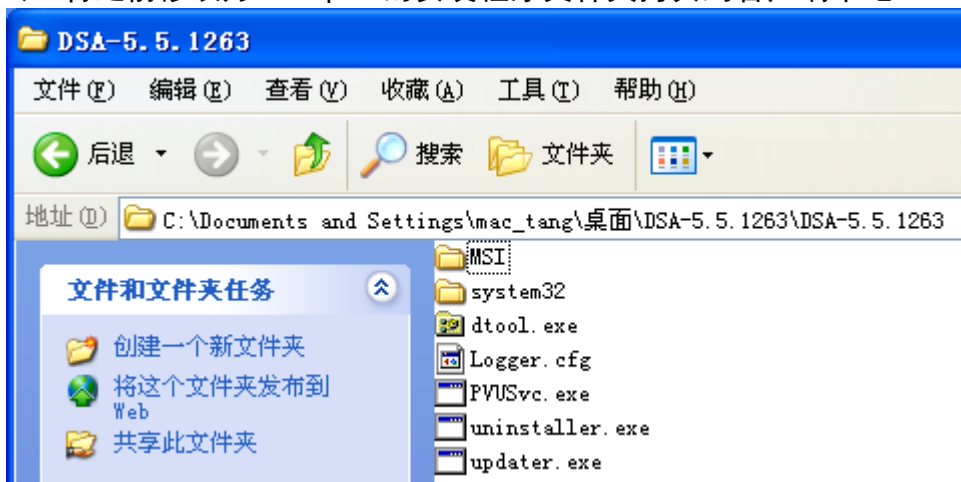 DSA-5.5.1263
文件(F) 编辑(E) 查看(V) 收藏(A) 工具(T) 帮助(H)
后退 搜索 文件夹
地址(D) C:\Documents and Settings\mac_tang\桌面\DSA-5.5.1263\DSA-5.5.1263
文件和文件夹任务
创建一个新文件夹
将这个文件夹发布到
Web
共享此文件夹
MSI
system32
dtool.exe
Logger.cfg
PVUSvc.exe
uninstaller.exe
updater.exe